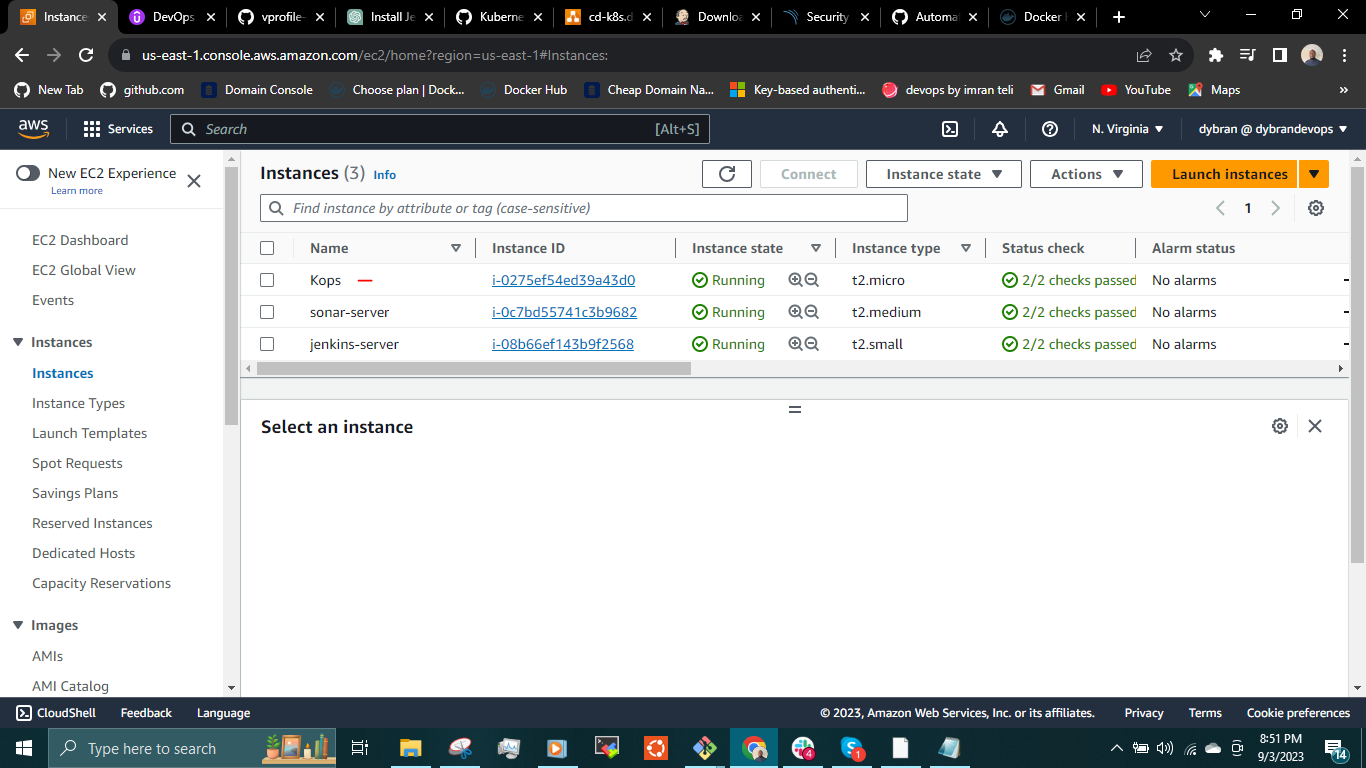 Instance
DevOps
vprofile-
Install Je
Kuberne
cd-k8s.d
Downloa
Security
Automat
Docker
us-east-1.console.aws.amazon.com/ec2/home?region=us-east-1#Instances:
New Tab
github.com
Domain Console
Choose plan | Dock...
Docker Hub
Cheap Domain Na...
Key-based authenti...
devops by imran teli
Gmail
YouTube
Maps
»
aws
Services
Search
[Alt+S]
N. Virginia
dybran @ dybrandevops
New EC2 Experience
Learn more
EC2 Dashboard
EC2 Global View
Events
Instances
Instances
Instance Types
Launch Templates
Spot Requests
Savings Plans
Reserved Instances
Dedicated Hosts
Capacity Reservations
Images
AMIs
AMI Catalog
Instances (3) Info
Connect
Instance state
Actions
Launch instances
Find instance by attribute or tag (case-sensitive)
1
Name Instance ID Instance state Instance type Status check Alarm status
Kops i-0275ef54ed39a43d0 Running t2.micro 2/2 checks passed No alarms
sonar-server i-0c7bd55741c3b9682 Running t2.medium 2/2 checks passed No alarms
jenkins-server i-08b66ef143b9f2568 Running t2.small 2/2 checks passed No alarms
Select an instance
CloudShell
Feedback
Language
© 2023, Amazon Web Services, Inc. or its affiliates.
Privacy
Terms
Cookie preferences
Type here to search
4
1
8:51 PM
9/3/2023
14